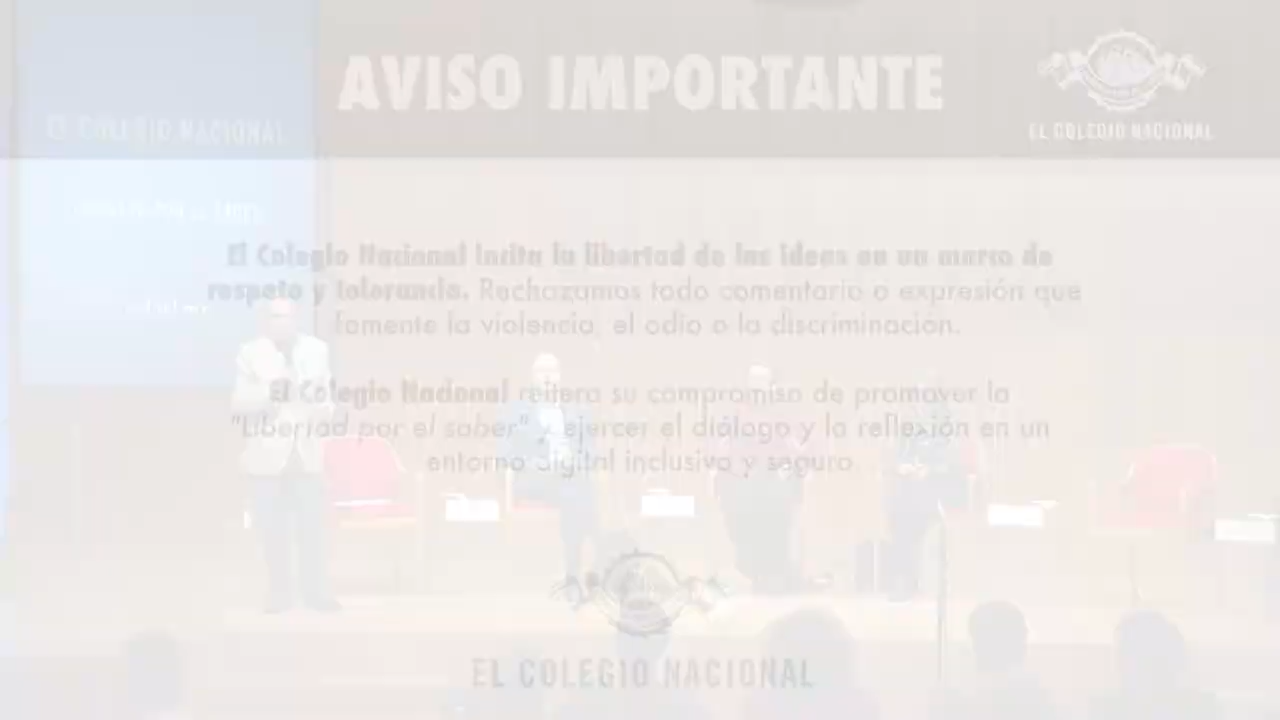 AVISO IMPORTANTE
EL COLEGIO NACIONAL
EL COLEGIO NACIONAL
El Colegio Nacional incita la libertad de las ideas en un marco de
respeto y tolerancia. Rechazamos todo comentario o expresión que
fomente la violencia, el odio o la discriminación.
El Colegio Nacional reitera su compromiso de promover la
"Libertad por el saber" y ejercer el diálogo y la reflexión en un
entorno digital inclusivo y seguro.
EL COLEGIO NACIONAL